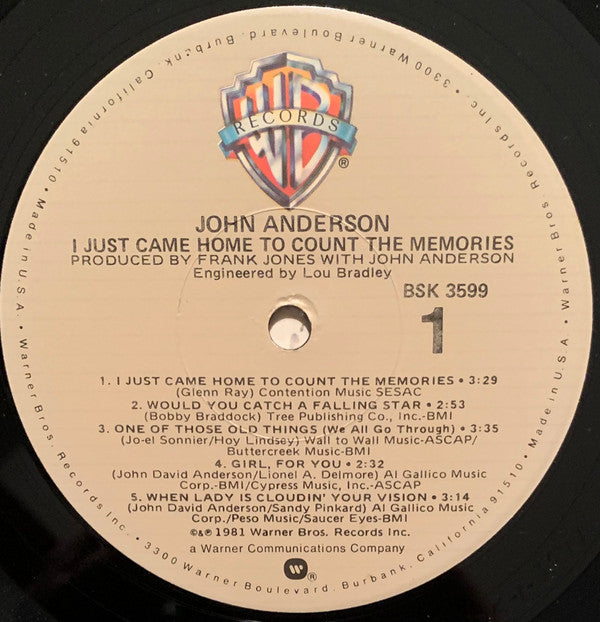 WB
RECORDS
®
JOHN ANDERSON
I JUST CAME HOME TO COUNT THE MEMORIES
PRODUCED BY FRANK JONES WITH JOHN ANDERSON
Engineered by Lou Bradley
BSK 3599
1
1. I JUST CAME HOME TO COUNT THE MEMORIES • 3:29
(Glenn Ray) Contention Music SESAC
2. WOULD YOU CATCH A FALLING STAR • 2:53
(Bobby Braddock) Tree Publishing Co., Inc.-BMI
3. ONE OF THOSE OLD THINGS (We All Go Through) • 3:35
(Jo-el Sonnier/Hoy Lindsey) Wall to Wall Music-ASCAP/
Buttercreek Music-BMI
4. GIRL, FOR YOU • 2:32
(John David Anderson/Lionel A. Delmore) Al Gallico Music
Corp.-BMI/Cypress Music, Inc.-ASCAP
5. WHEN LADY IS CLOUDIN' YOUR VISION • 3:14
(John David Anderson/Sandy Pinkard) Al Gallico Music
Corp./Peso Music/Saucer Eyes-BMI
©&℗ 1981 Warner Bros. Records Inc.
a Warner Communications Company
W®
Warner Bros. Records Inc. • 3300 Warner Boulevard, Burbank, California 91510 • Made in U.S.A. • Warner Bros. Records Inc. • 3300 Warner Boulevard, Burbank, California 91510 • Made in U.S.A. •